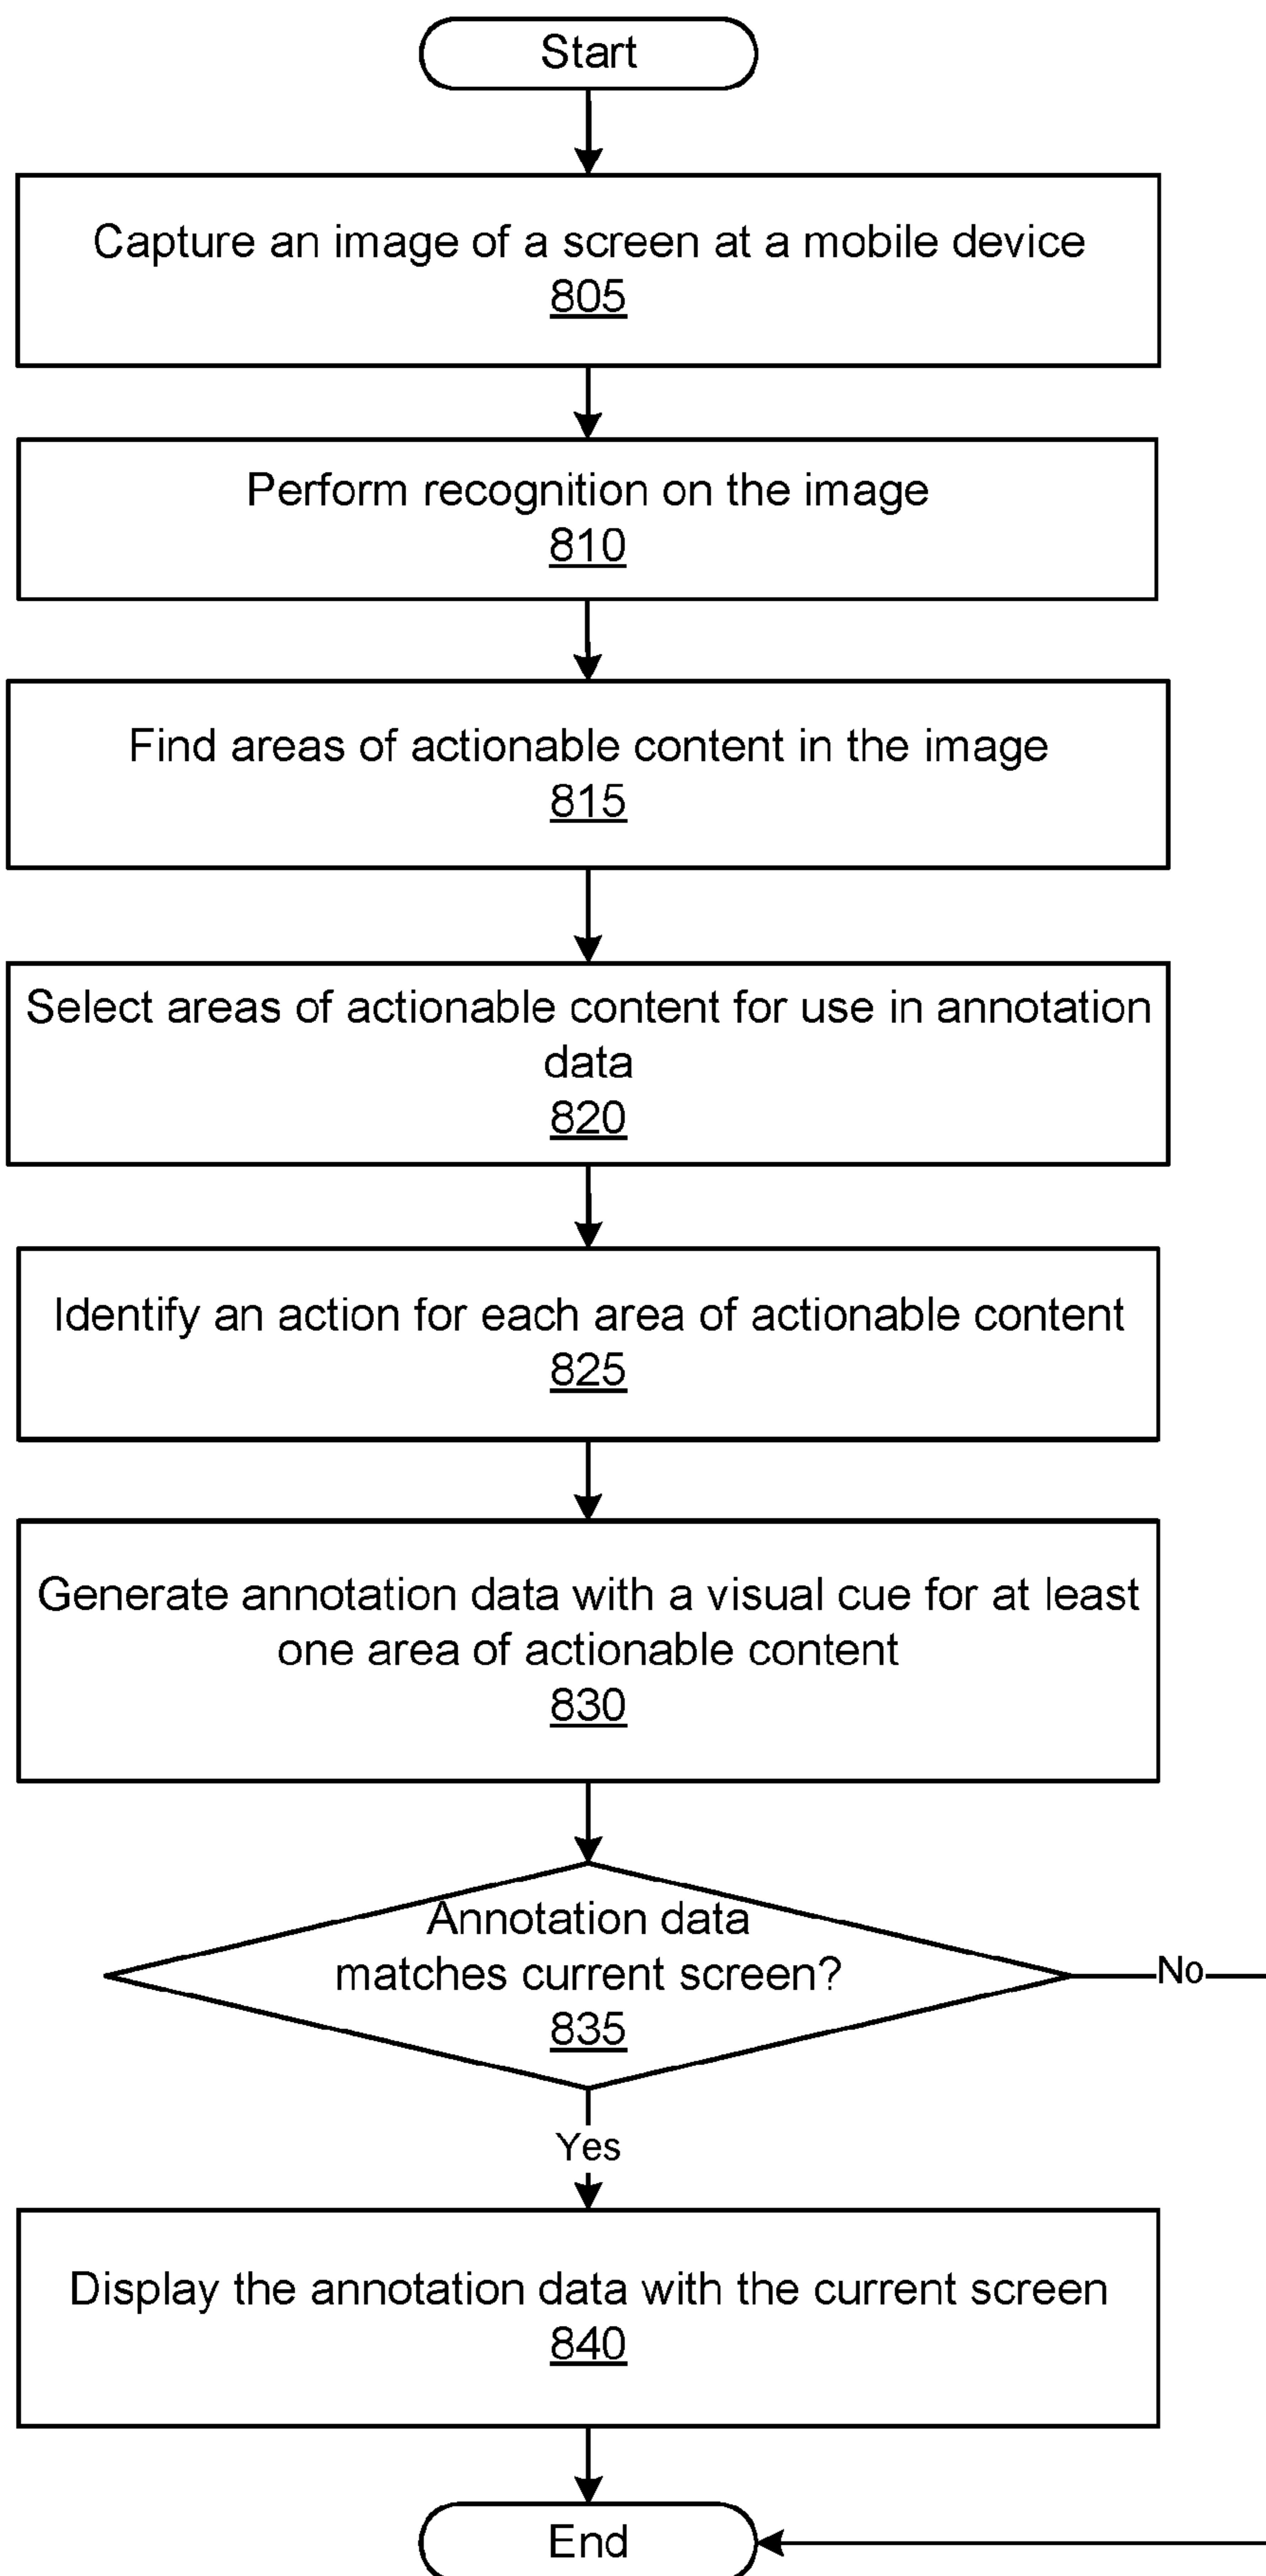 Start
Capture an image of a screen at a mobile device
805
Perform recognition on the image
810
Find areas of actionable content in the image
815
Select areas of actionable content for use in annotation
data
820
Identify an action for each area of actionable content
825
Generate annotation data with a visual cue for at least
one area of actionable content
830
Annotation data
matches current screen?
835
No
Yes
Display the annotation data with the current screen
840
End